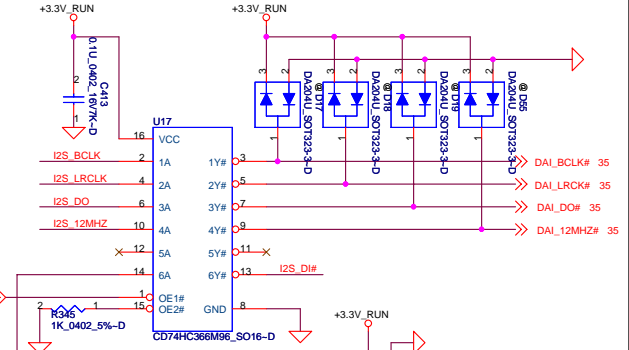 +3.3V_RUN
+3.3V_RUN
2
1
C413
0.1U_0402_16V7K~D
3
2
1
@D17
DA204U_SOT323-3~D
3
2
1
@D18
DA204U_SOT323-3~D
3
2
1
@D19
DA204U_SOT323-3~D
3
2
1
@D55
DA204U_SOT323-3~D
U17
16 VCC
I2S_BCLK 2 1A 1Y# 3 DAI_BCLK# 35
I2S_LRCLK 4 2A 2Y# 5 DAI_LRCK# 35
I2S_DO 6 3A 3Y# 7 DAI_DO# 35
I2S_12MHZ 10 4A 4Y# 9 DAI_12MHZ# 35
12 5A 5Y# 11
14 6A 6Y# 13 I2S_DI#
1 OE1#
2 1 15 OE2# GND 8
R345
1K_0402_5%~D
CD74HC366M96_SO16~D
+3.3V_RUN